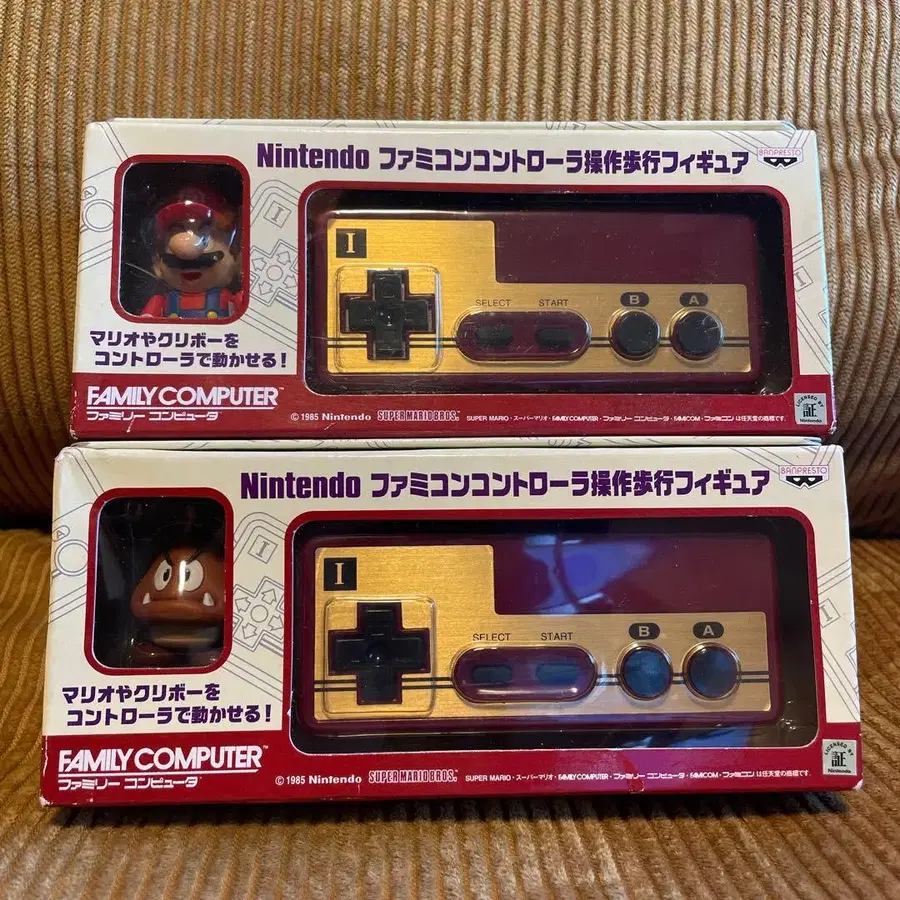 Nintendo ファミコンコントローラ操作歩行フィギュア
BANPRESTO
I
I
SELECT START B A
マリオやクリボーを
コントローラで動かせる!
FAMILY COMPUTER™
ファミリー コンピュータ
© 1985 Nintendo SUPER MARIO BROS. SUPER MARIO・スーパーマリオ・FAMILY COMPUTER・ファミリー コンピュータ・FAMICOM・ファミコン は任天堂の商標です。
LICENSED BY
証
Nintendo
Nintendo ファミコンコントローラ操作歩行フィギュア
BANPRESTO
I
I
SELECT START B A
マリオやクリボーを
コントローラで動かせる!
FAMILY COMPUTER™
ファミリー コンピュータ
© 1985 Nintendo SUPER MARIO BROS. SUPER MARIO・スーパーマリオ・FAMILY COMPUTER・ファミリー コンピュータ・FAMICOM・ファミコン は任天堂の商標です。
LICENSED BY
証
Nintendo